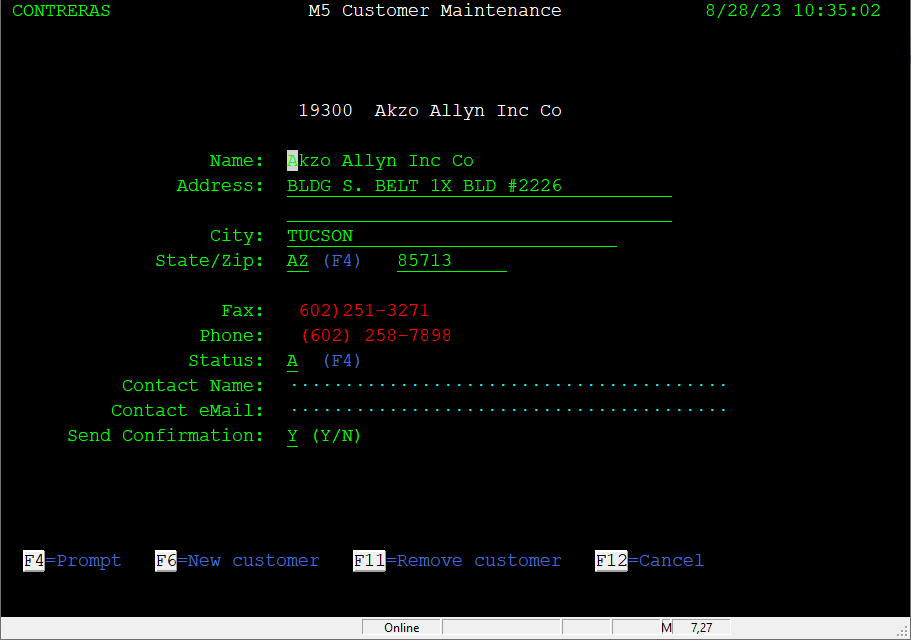 CONTRERAS M5 Customer Maintenance 8/28/23 10:35:02
19300 Akzo Allyn Inc Co
Name: Akzo Allyn Inc Co
Address: BLDG S. BELT 1X BLD #2226
City: TUCSON
State/Zip: AZ (F4) 85713
Fax: 602)251-3271
Phone: (602) 258-7898
Status: A (F4)
Contact Name: ........................................
Contact eMail: ........................................
Send Confirmation: Y (Y/N)
F4=Prompt F6=New customer F11=Remove customer F12=Cancel
Online M 7,27